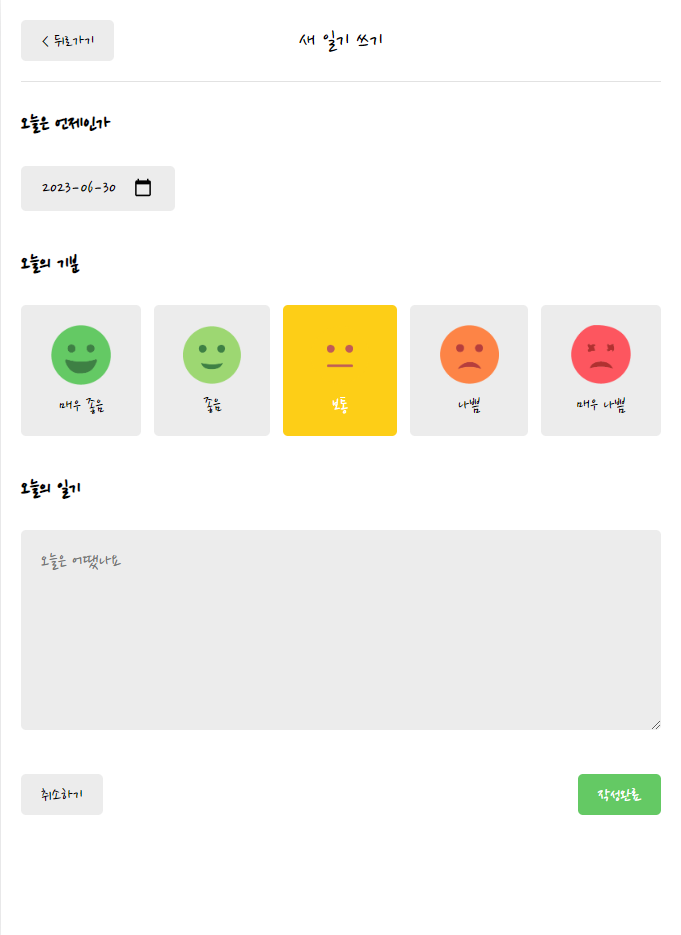 < 뒤로가기 새 일기 쓰기
오늘은 언제인가
2023-06-30
오늘의 기분
매우 좋음 좋음 보통 나쁨 매우 나쁨
오늘의 일기
오늘은 어땠나요
취소하기 작성완료